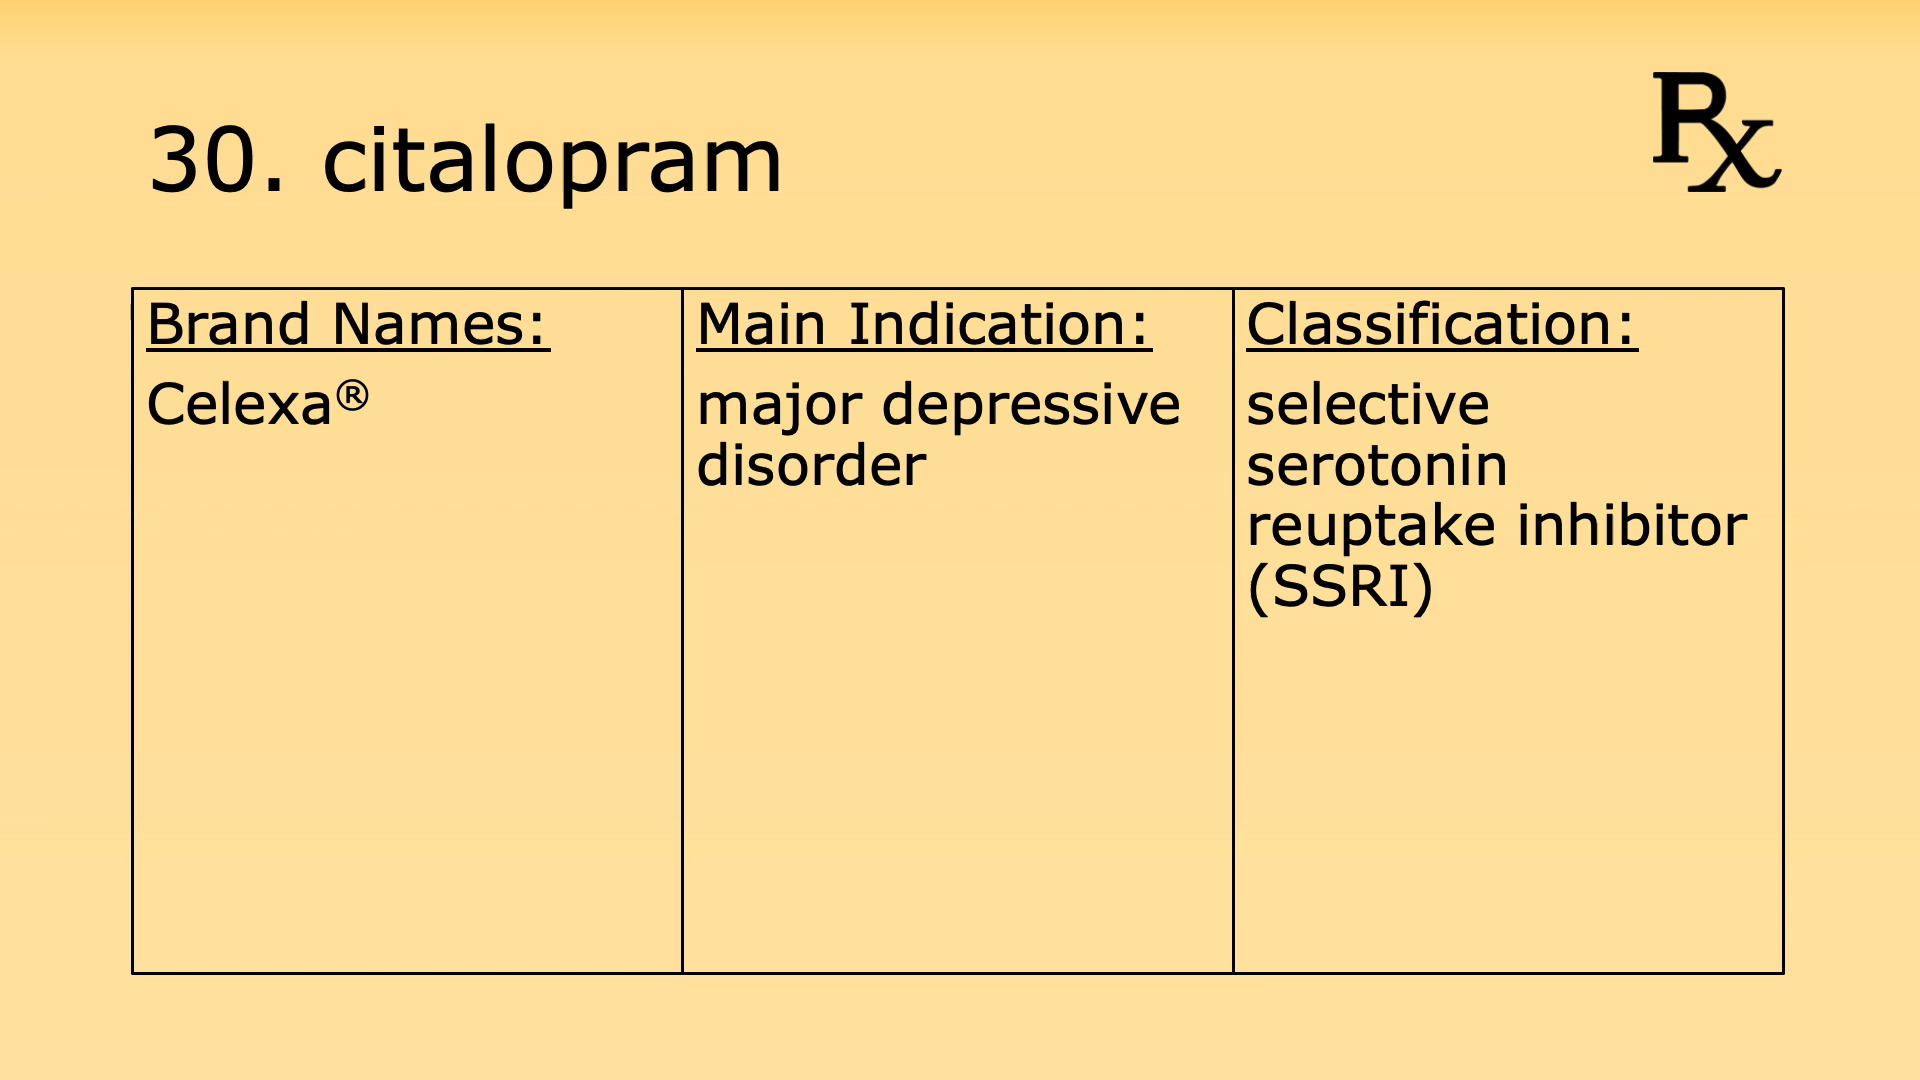 30. citalopram
Rx
Brand Names:
Celexa®
Main Indication:
major depressive
disorder
Classification:
selective
serotonin
reuptake inhibitor
(SSRI)